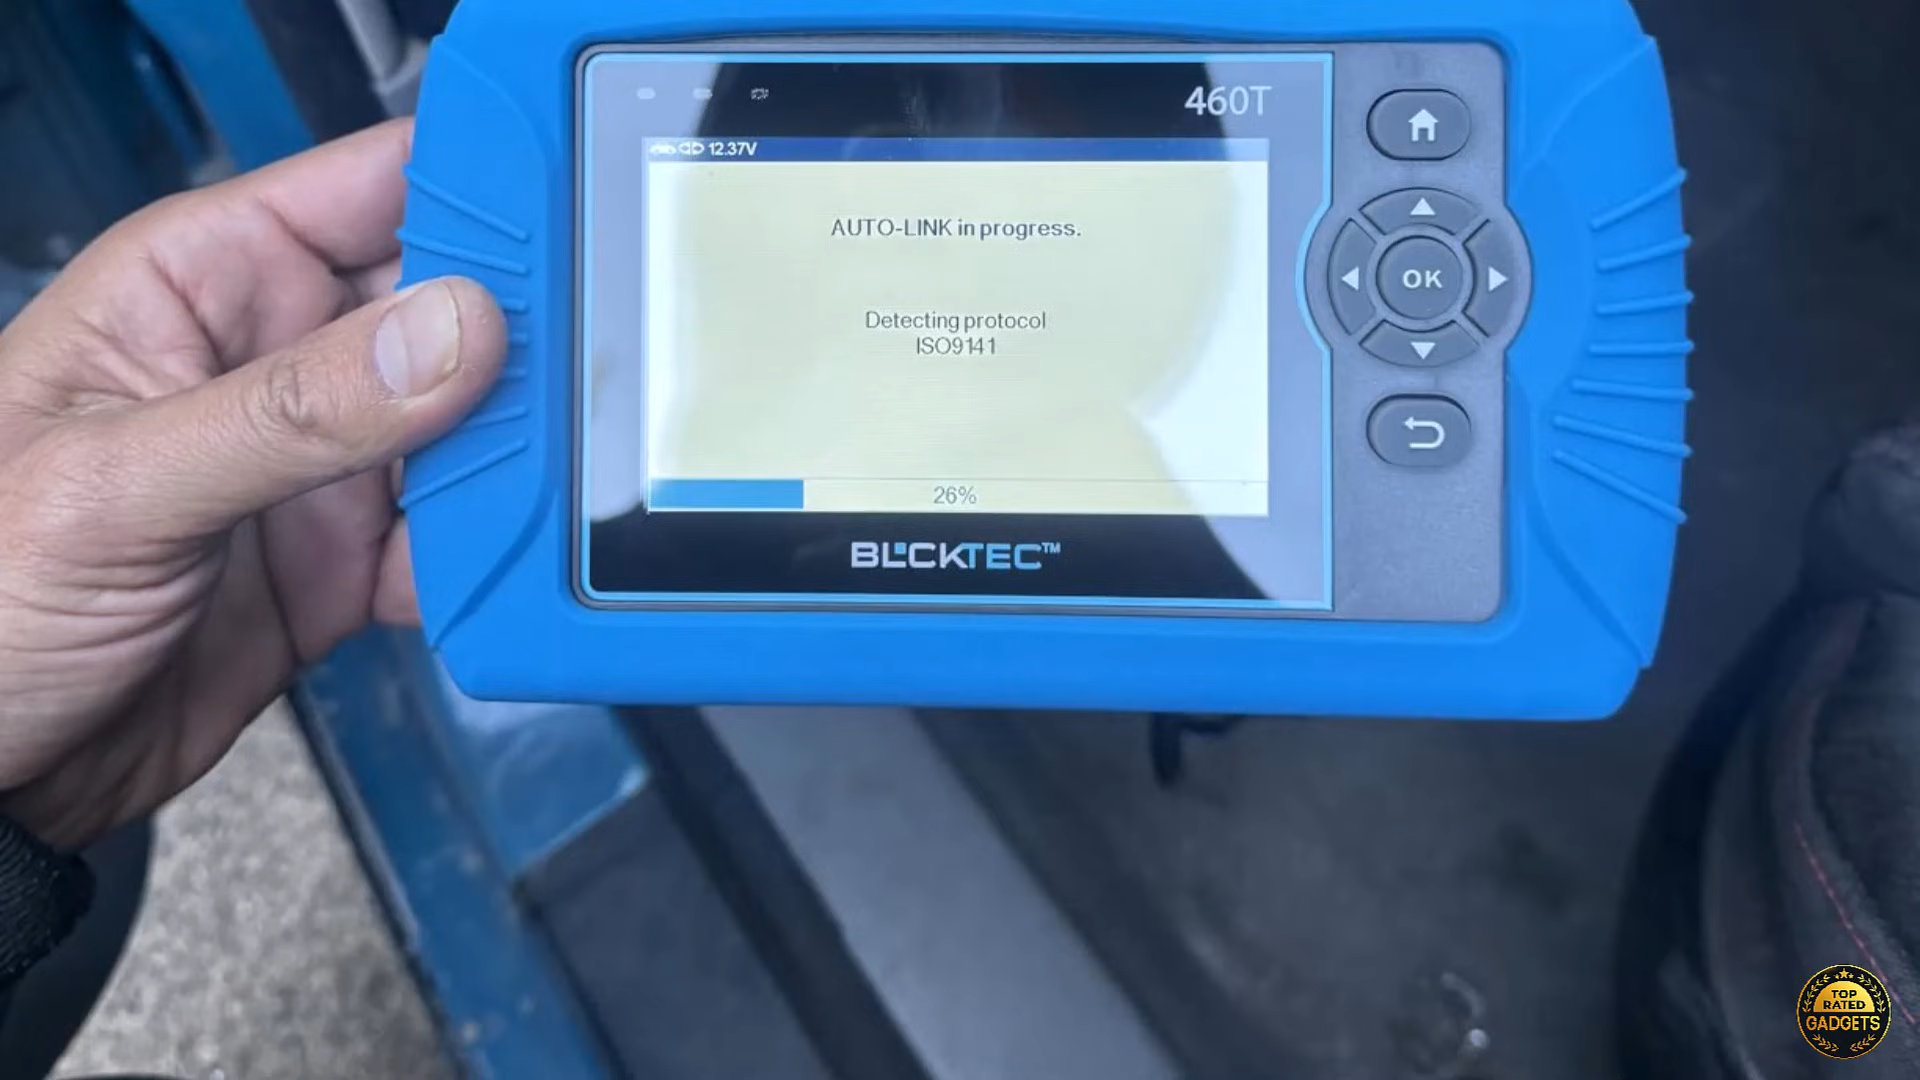 460T
12.37V
AUTO-LINK in progress.
Detecting protocol
ISO9141
26%
BLCKTEC™
OK
TOP
RATED
GADGETS